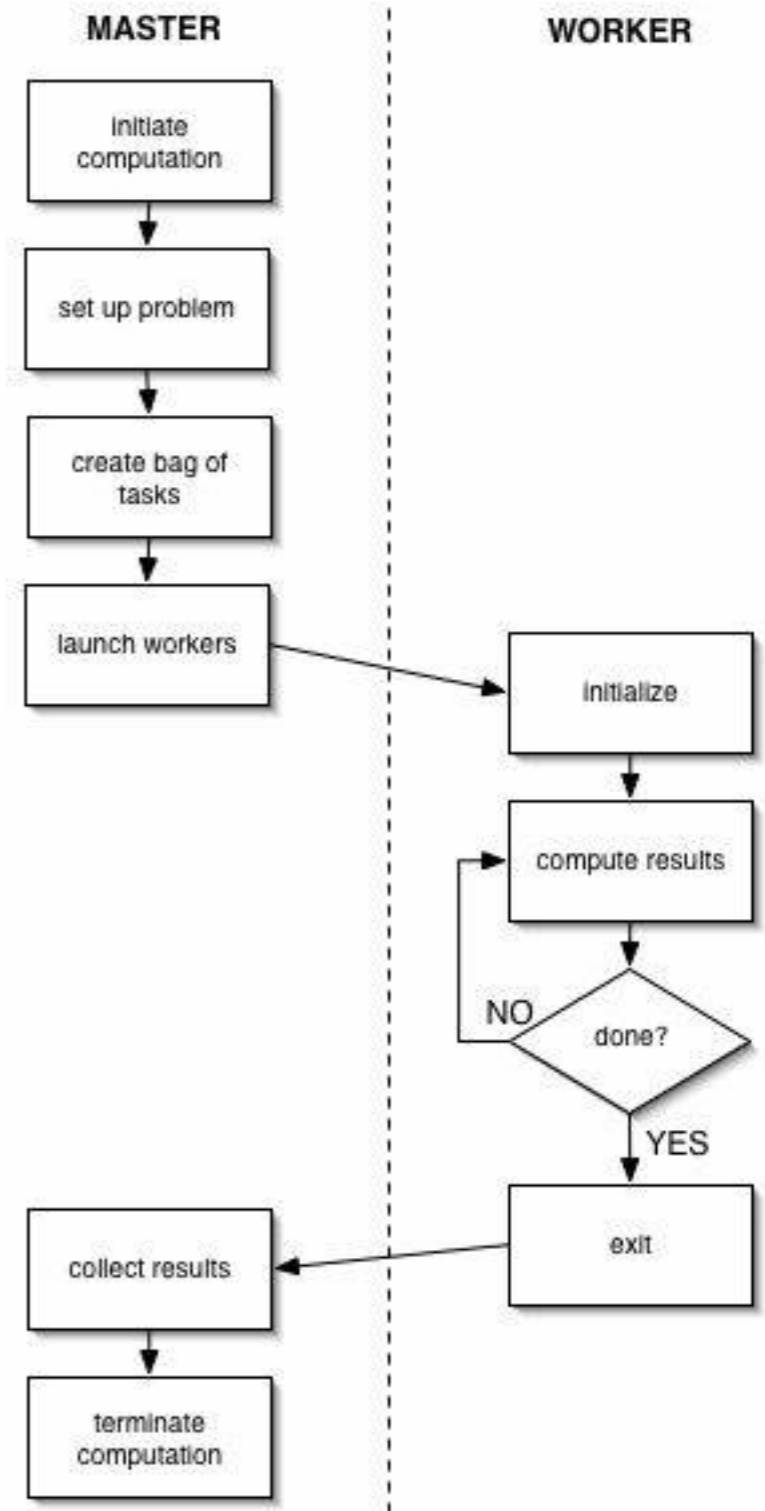 MASTER
WORKER
initiate
computation
set up problem
create bag of
tasks
launch workers
initialize
compute results
NO
done?
YES
exit
collect results
terminate
computation